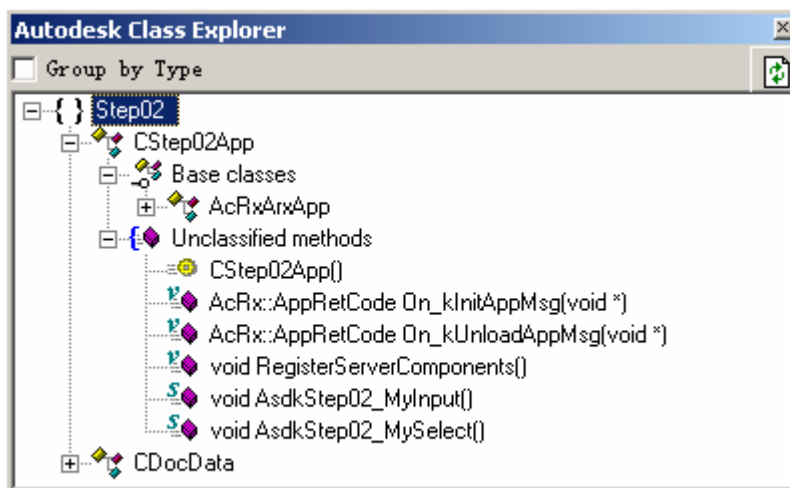 Autodesk Class Explorer
Group by Type
Step02
CStep02App
Base classes
AcRxArxApp
Unclassified methods
CStep02App()
AcRx::AppRetCode On_kInitAppMsg(void *)
AcRx::AppRetCode On_kUnloadAppMsg(void *)
void RegisterServerComponents()
void AsdkStep02_MyInput()
void AsdkStep02_MySelect()
CDocData